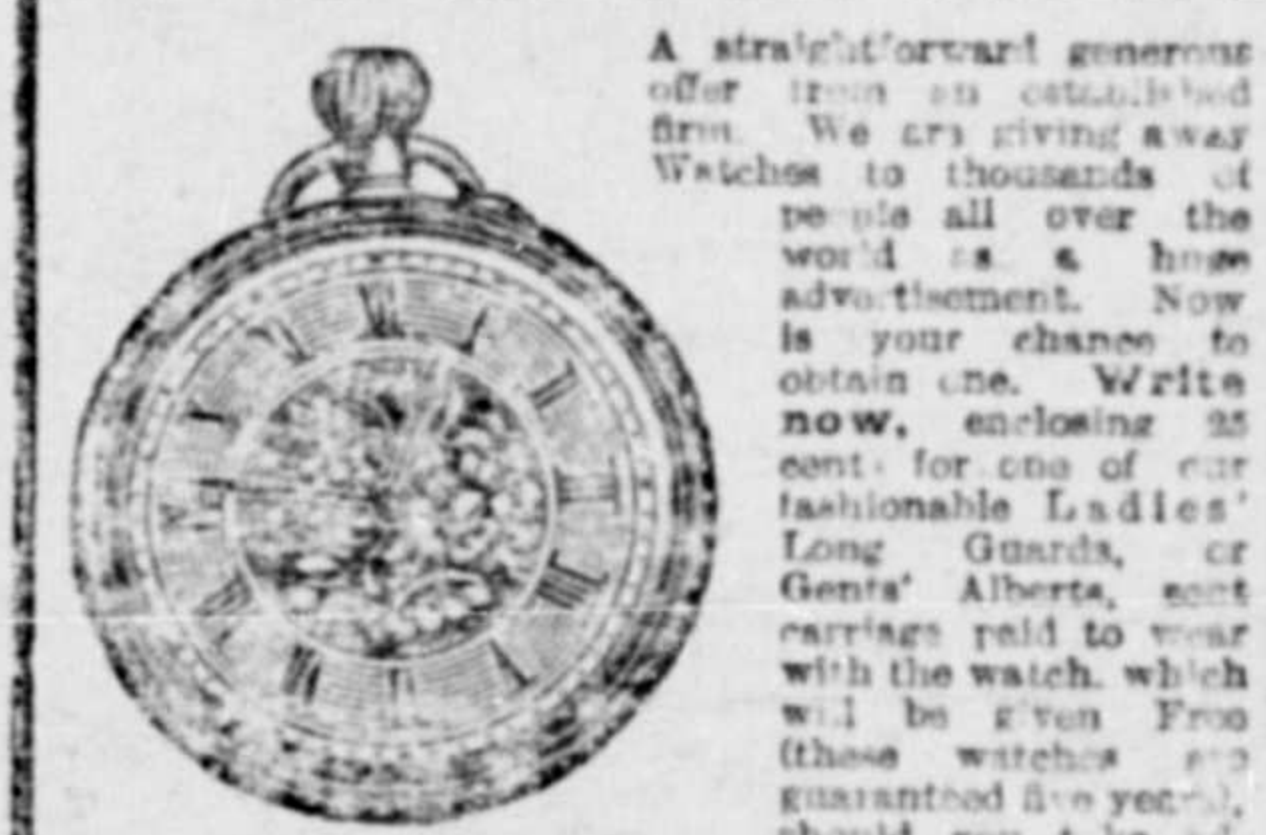 A straightforward generous
offer from an established
firm. We are giving away
Watches to thousands of
people all over the
world as a huge
advertisement. Now
is your chance to
obtain one. Write
now, enclosing 25
cents for one of our
fashionable Ladies'
Long Guards, or
Gents' Alberts, sent
carriage paid to wear
with the watch. which
will be given Free
(these watches are
guaranteed five years),
should you